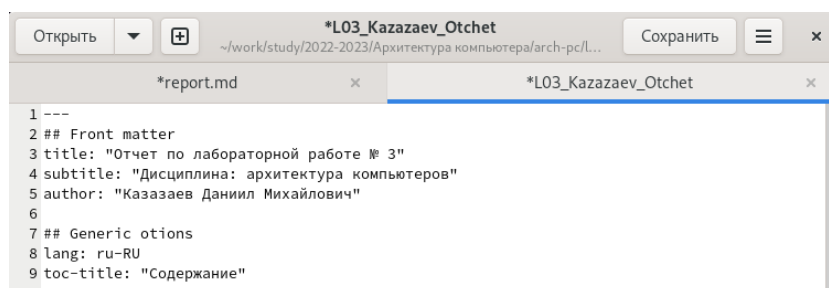 Открыть
*L03_Kazazaev_Otchet
~/work/study/2022-2023/Архитектура компьютера/arch-pc/l...
Сохранить
*report.md
*L03_Kazazaev_Otchet
1 ---
2 ## Front matter
3 title: "Отчет по лабораторной работе № 3"
4 subtitle: "Дисциплина: архитектура компьютеров"
5 author: "Казазаев Даниил Михайлович"
6
7 ## Generic otions
8 lang: ru-RU
9 toc-title: "Содержание"